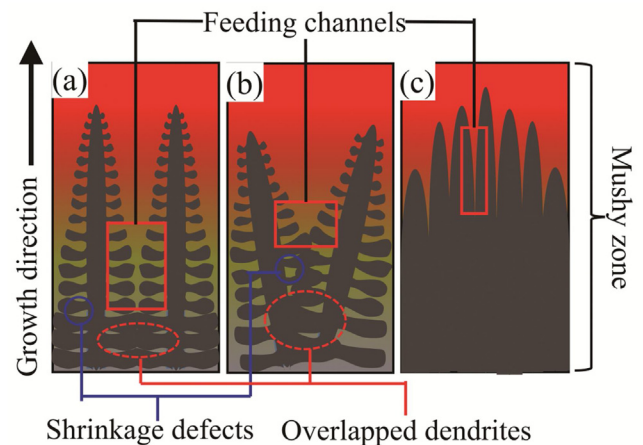 Feeding channels
(a)
(b)
(c)
Growth direction
Mushy zone
Shrinkage defects
Overlapped dendrites